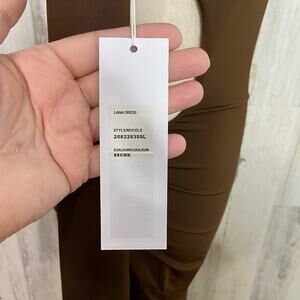 LANA DRESS
STYLE/MODELE
20822835SL
COLOUR/COULEUR
BROWN